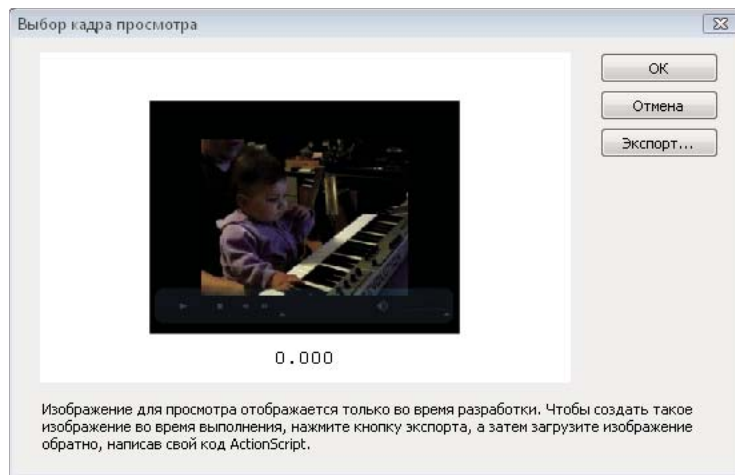 Выбор кадра просмотра
ОК
Отмена
Экспорт...
0.000
Изображение для просмотра отображается только во время разработки. Чтобы создать такое
изображение во время выполнения, нажмите кнопку экспорта, а затем загрузите изображение
обратно, написав свой код ActionScript.